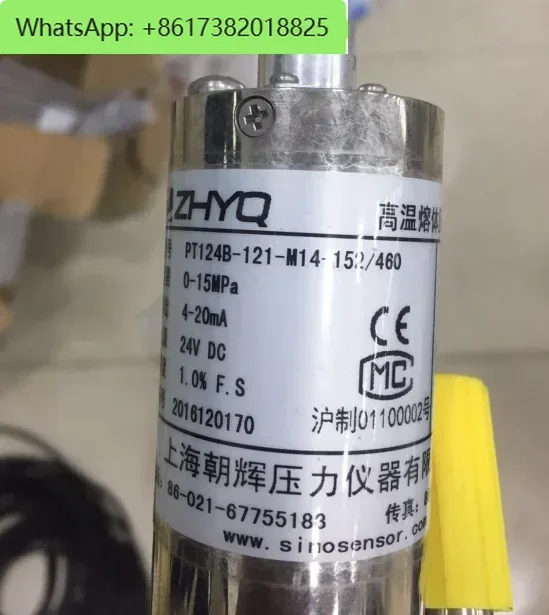 WhatsApp: +8617382018825
ZHYQ
高温熔体
号 PT124B-121-M14-152/460
0-15MPa
4-20mA
24V DC
1.0% F.S
2016120170
CE
MC
沪制01100002号
上海朝辉压力仪器有限
86-021-67755183
传真: 8
www.sinosensor.com